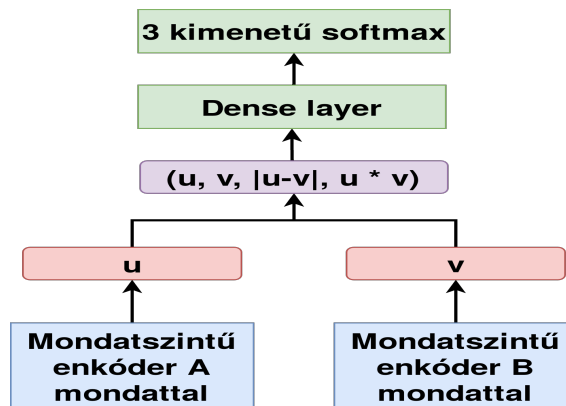 3 kimenetű softmax
Dense layer
(u, v, |u-v|, u * v)
u
v
Mondatszintű
enkóder A
mondattal
Mondatszintű
enkóder B
mondattal